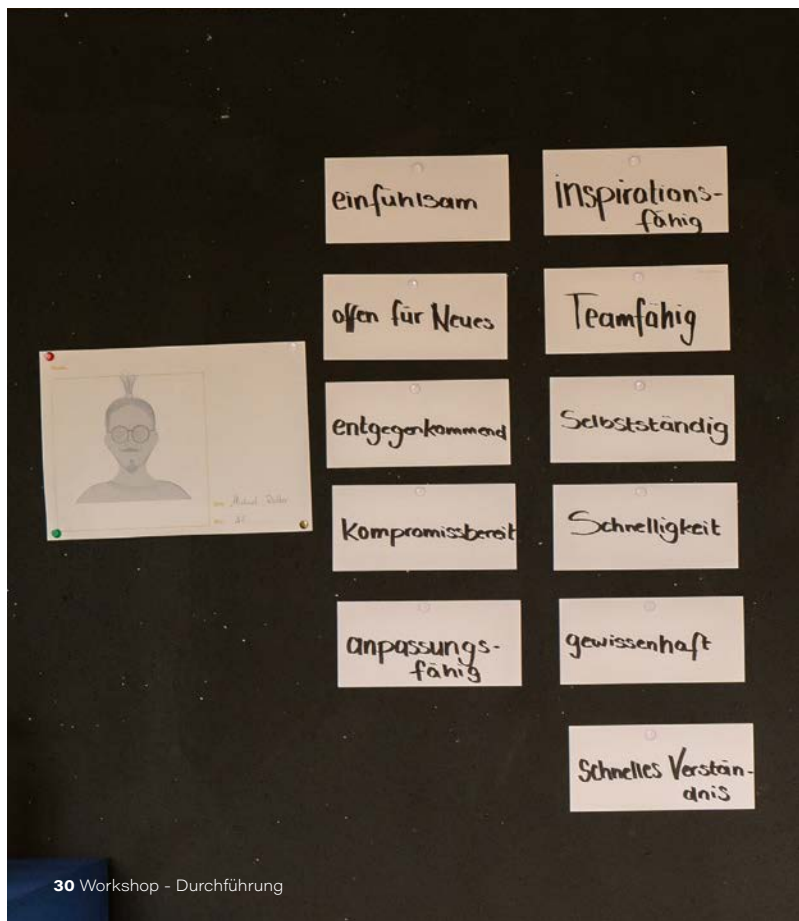 einfühlsam
offen für Neues
entgegenkommend
Kompromissbereit
anpassungs-
fähig
inspirations-
fähig
Teamfähig
Selbstständig
Schnelligkeit
gewissenhaft
Schnelles Verstän-
dnis
Michael
30 Workshop - Durchführung